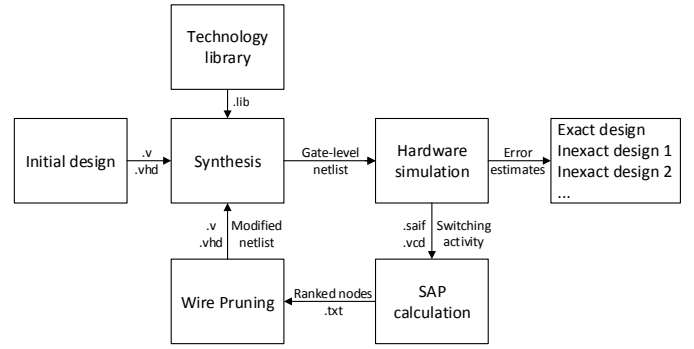 Technology
library
.lib
Initial design
.v
.vhd
Synthesis
Gate-level
netlist
Hardware
simulation
Error
estimates
Exact design
Inexact design 1
Inexact design 2
...
.v
.vhd
Modified
netlist
.saif
.vcd
Switching
activity
Wire Pruning
Ranked nodes
.txt
SAP
calculation